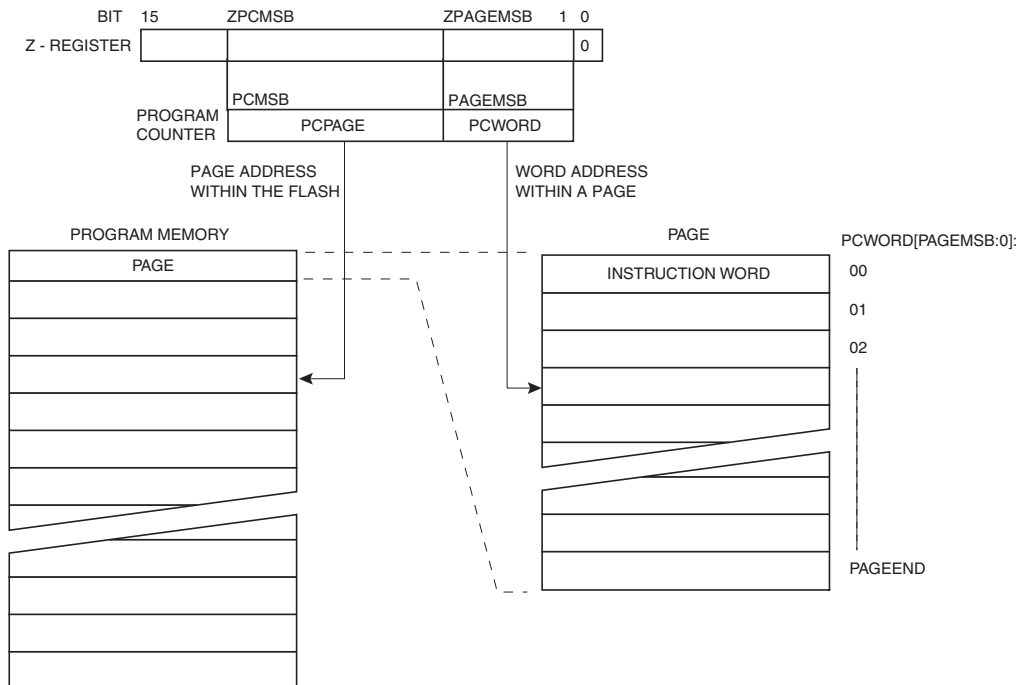 BIT 15 ZPCMSB ZPAGEMSB 1 0
Z - REGISTER 0
PCMSB PAGEMSB
PROGRAM
COUNTER
PCPAGE PCWORD
PAGE ADDRESS
WITHIN THE FLASH
WORD ADDRESS
WITHIN A PAGE
PROGRAM MEMORY
PAGE
PAGE
PCWORD[PAGEMSB:0]:
INSTRUCTION WORD
00
01
02
PAGEEND